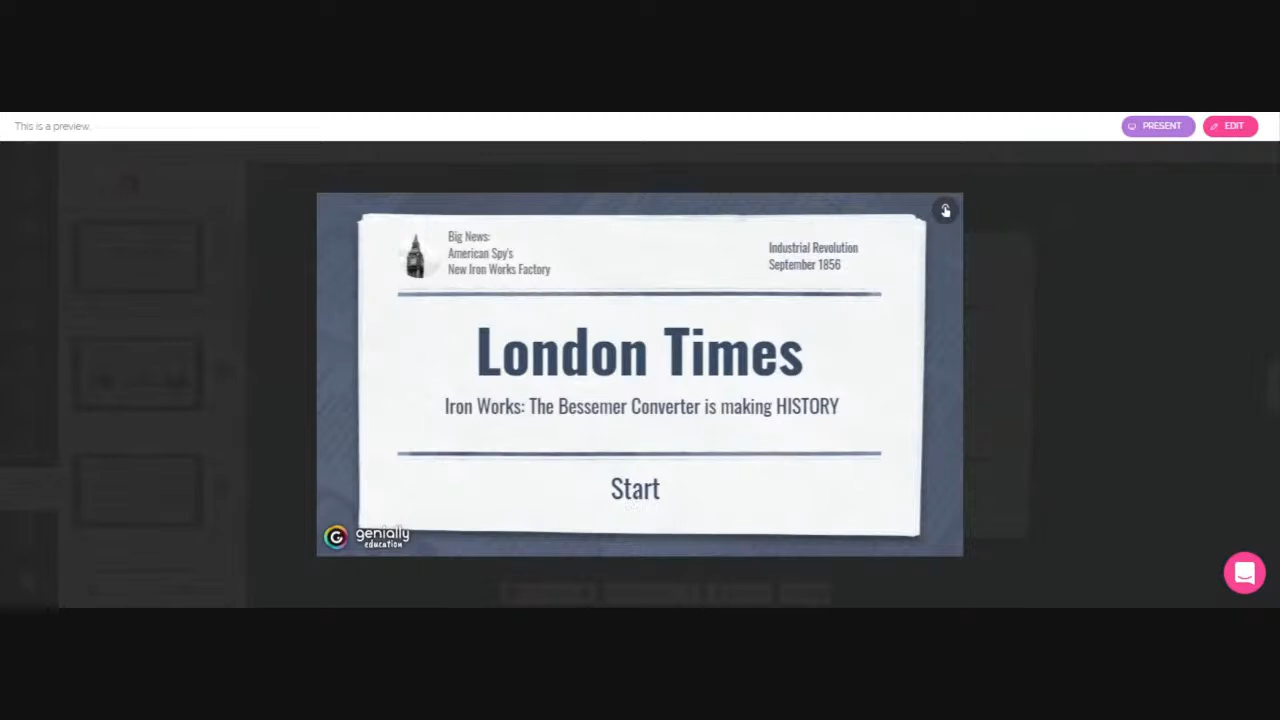 This is a preview.
PRESENT
EDIT
Big News:
American Spy's
New Iron Works Factory
Industrial Revolution
September 1856
London Times
Iron Works: The Bessemer Converter is making HISTORY
Start
G
genially
education